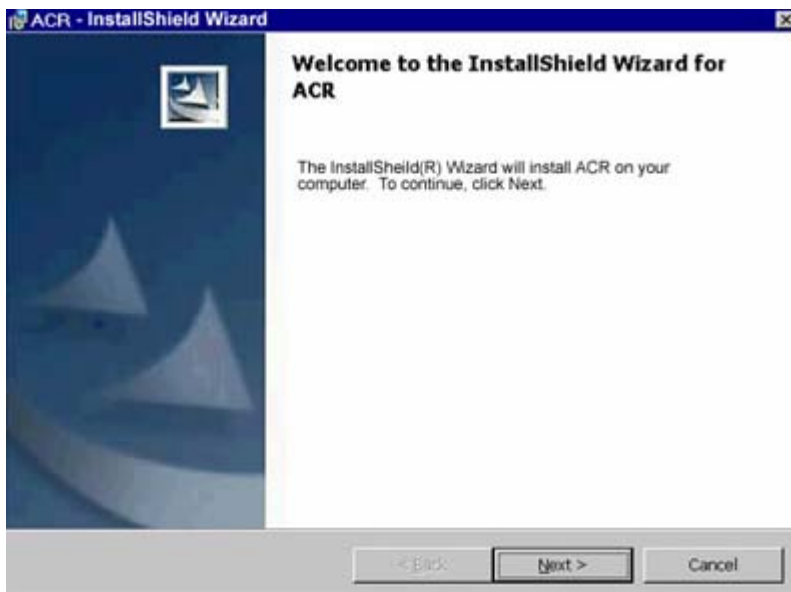 ACR - InstallShield Wizard
Welcome to the InstallShield Wizard for
ACR
The InstallSheild(R) Wizard will install ACR on your
computer. To continue, click Next.
< Back
Next >
Cancel